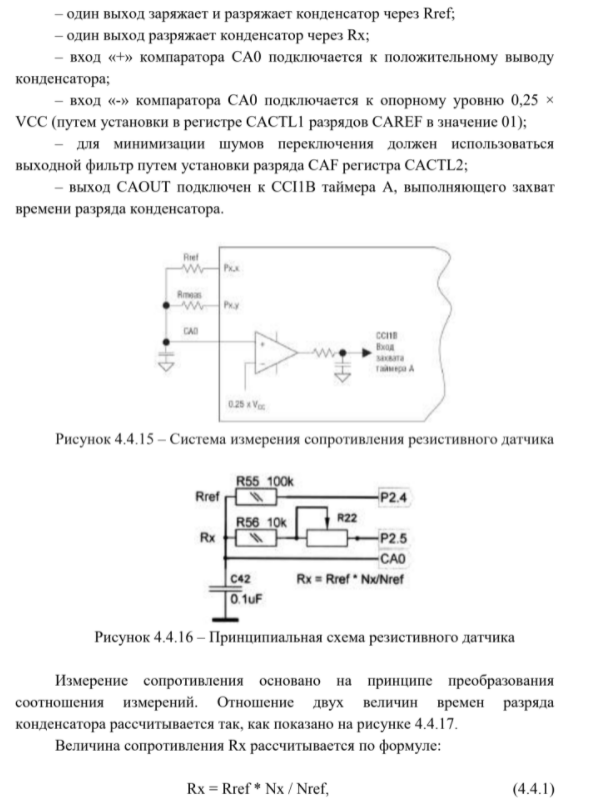 – один выход заряжает и разряжает конденсатор через Rref;
– один выход разряжает конденсатор через Rx;
– вход «+» компаратора CA0 подключается к положительному выводу
конденсатора;
– вход «-» компаратора CA0 подключается к опорному уровню 0,25 ×
VCC (путем установки в регистре CACTL1 разрядов CAREF в значение 01);
– для минимизации шумов переключения должен использоваться
выходной фильтр путем установки разряда CAF регистра CACTL2;
– выход CAOUT подключен к CCI1B таймера A, выполняющего захват
времени разряда конденсатора.
Rref
Px.x
Rmeas
Px.y
CA0
+
−
CCI1B
Вход
захвата
таймера A
0.25 x Vcc
Рисунок 4.4.15 – Система измерения сопротивления резистивного датчика
R55 100k
Rref
P2.4
R56 10k
R22
Rx
P2.5
CA0
C42
Rx = Rref * Nx/Nref
0.1uF
Рисунок 4.4.16 – Принципиальная схема резистивного датчика
Измерение сопротивления основано на принципе преобразования
соотношения измерений. Отношение двух величин времен разряда
конденсатора рассчитывается так, как показано на рисунке 4.4.17.
Величина сопротивления Rx рассчитывается по формуле:
Rx = Rref * Nx / Nref, (4.4.1)